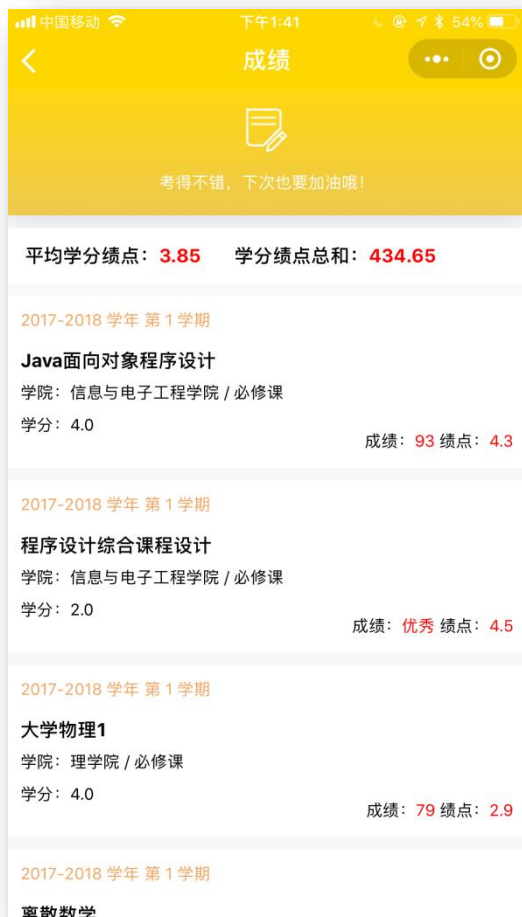 中国移动 下午1:41 54%
成绩
考得不错，下次也要加油哦！
平均学分绩点：3.85 学分绩点总和：434.65
2017-2018 学年 第 1 学期
Java面向对象程序设计
学院：信息与电子工程学院 / 必修课
学分：4.0
成绩：93 绩点：4.3
2017-2018 学年 第 1 学期
程序设计综合课程设计
学院：信息与电子工程学院 / 必修课
学分：2.0
成绩：优秀 绩点：4.5
2017-2018 学年 第 1 学期
大学物理1
学院：理学院 / 必修课
学分：4.0
成绩：79 绩点：2.9
2017-2018 学年 第 1 学期
离散数学